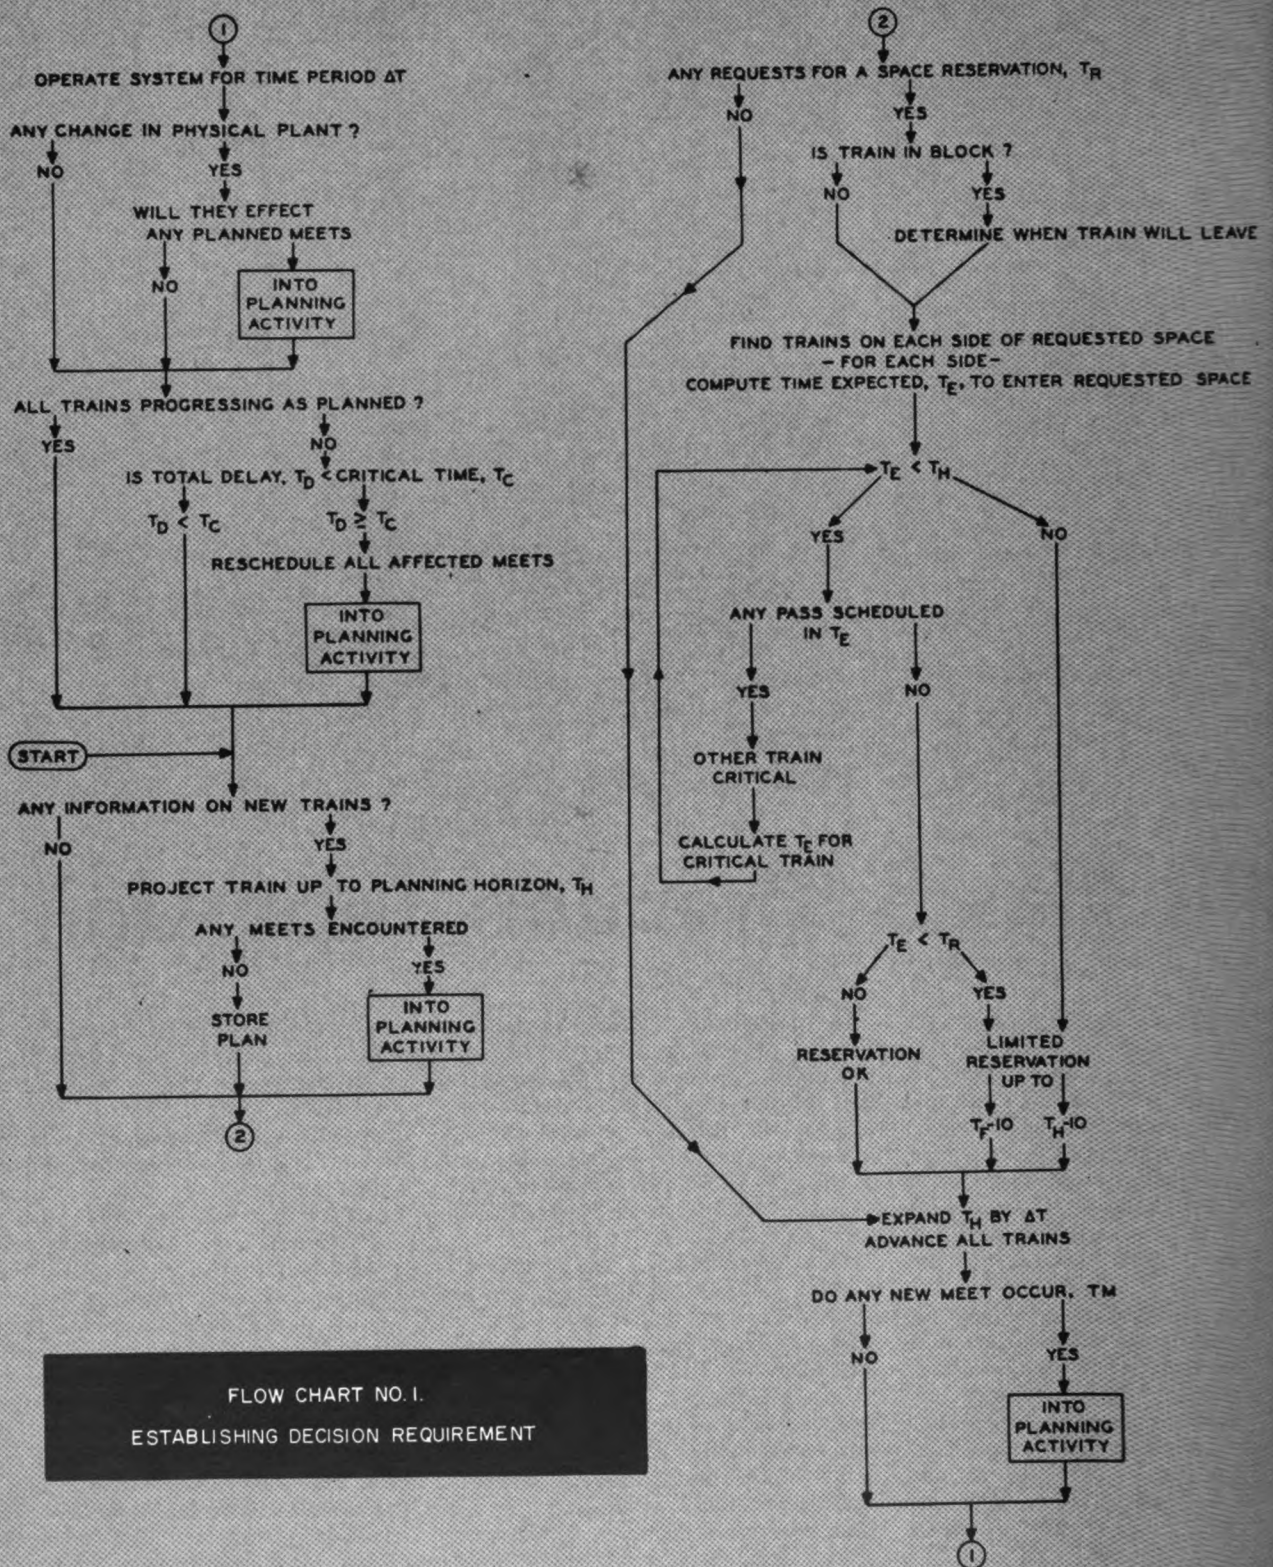 1
OPERATE SYSTEM FOR TIME PERIOD ΔT
ANY CHANGE IN PHYSICAL PLANT ?
NO
YES
WILL THEY EFFECT
ANY PLANNED MEETS
NO
INTO
PLANNING
ACTIVITY
ALL TRAINS PROGRESSING AS PLANNED ?
YES
NO
IS TOTAL DELAY, TD < CRITICAL TIME, TC
TD < TC
TD ≥ TC
RESCHEDULE ALL AFFECTED MEETS
INTO
PLANNING
ACTIVITY
START
ANY INFORMATION ON NEW TRAINS ?
NO
YES
PROJECT TRAIN UP TO PLANNING HORIZON, TH
ANY MEETS ENCOUNTERED
NO
YES
STORE
PLAN
INTO
PLANNING
ACTIVITY
2
FLOW CHART NO. 1.
ESTABLISHING DECISION REQUIREMENT
2
ANY REQUESTS FOR A SPACE RESERVATION, TR
NO
YES
IS TRAIN IN BLOCK ?
NO
YES
DETERMINE WHEN TRAIN WILL LEAVE
FIND TRAINS ON EACH SIDE OF REQUESTED SPACE
- FOR EACH SIDE -
COMPUTE TIME EXPECTED, TE, TO ENTER REQUESTED SPACE
TE < TH
YES
NO
ANY PASS SCHEDULED
IN TE
YES
NO
OTHER TRAIN
CRITICAL
CALCULATE TE FOR
CRITICAL TRAIN
TE < TR
NO
YES
RESERVATION
OK
LIMITED
RESERVATION
UP TO
TF-10
TH-10
EXPAND TH BY ΔT
ADVANCE ALL TRAINS
DO ANY NEW MEET OCCUR, TM
NO
YES
INTO
PLANNING
ACTIVITY
1